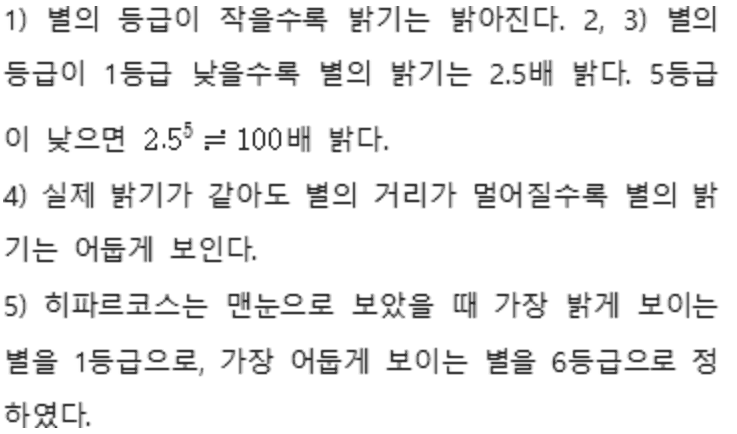 1) 별의 등급이 작을수록 밝기는 밝아진다. 2, 3) 별의
등급이 1등급 낮을수록 별의 밝기는 2.5배 밝다. 5등급
이 낮으면 2.5⁵ ≒ 100배 밝다.
4) 실제 밝기가 같아도 별의 거리가 멀어질수록 별의 밝
기는 어둡게 보인다.
5) 히파르코스는 맨눈으로 보았을 때 가장 밝게 보이는
별을 1등급으로, 가장 어둡게 보이는 별을 6등급으로 정
하였다.